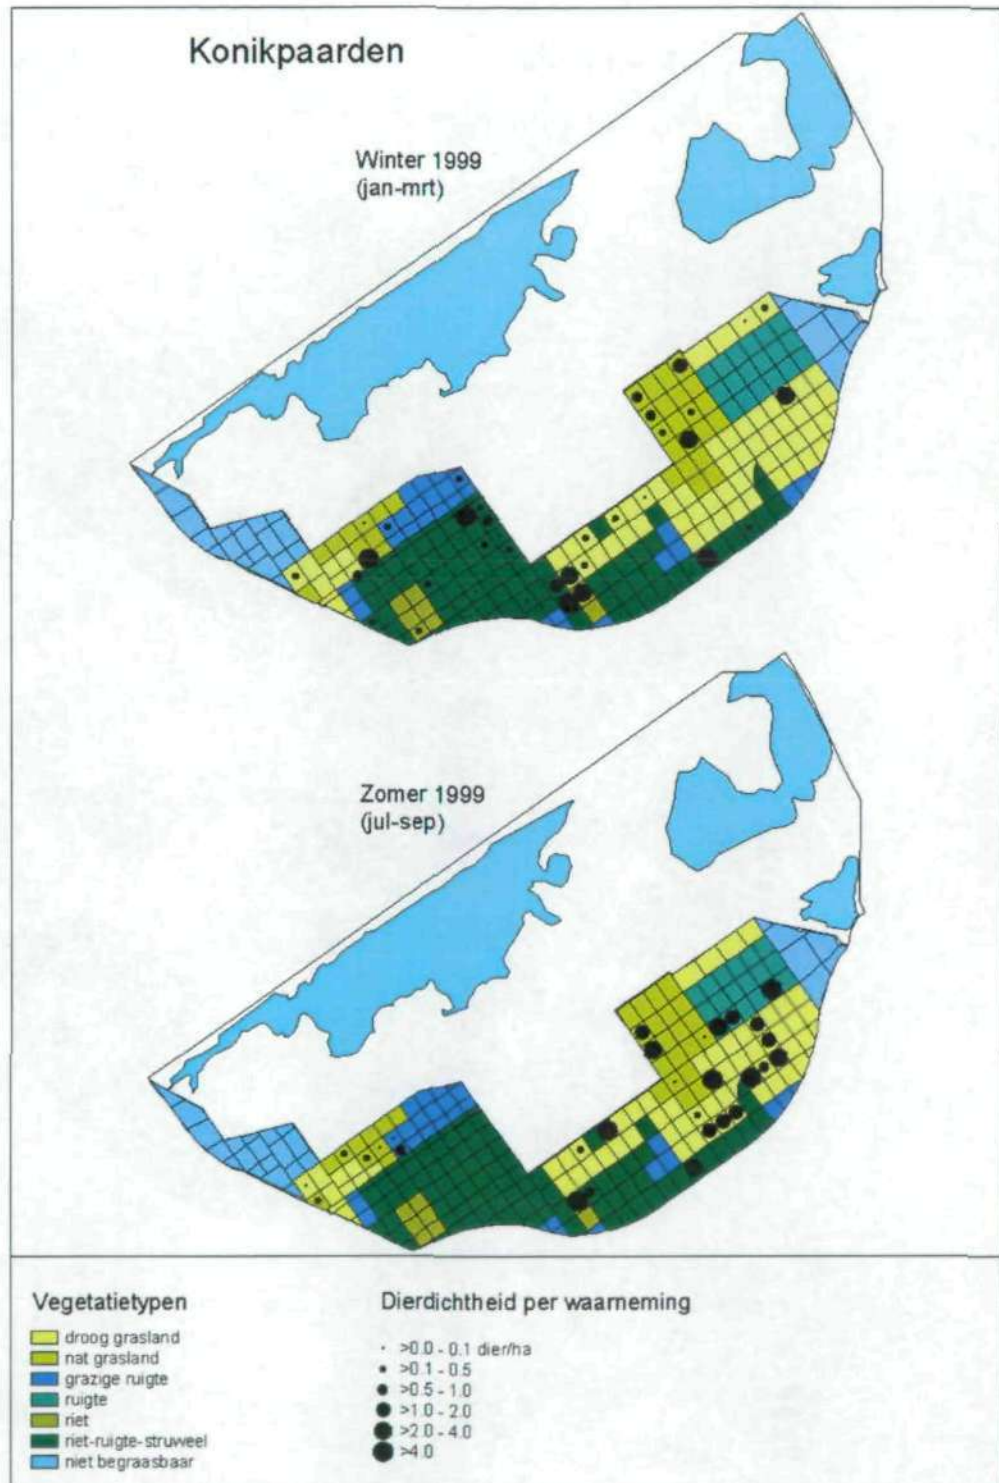 Konikpaarden
Winter 1999
(jan-mrt)
Zomer 1999
(jul-sep)
Vegetatietypen
droog grasland
nat grasland
grazige ruigte
ruigte
riet
riet-ruigte-struweel
niet begraasbaar
Dierdichtheid per waarneming
>0.0 - 0.1 dier/ha
>0.1 - 0.5
>0.5 - 1.0
>1.0 - 2.0
>2.0 - 4.0
>4.0